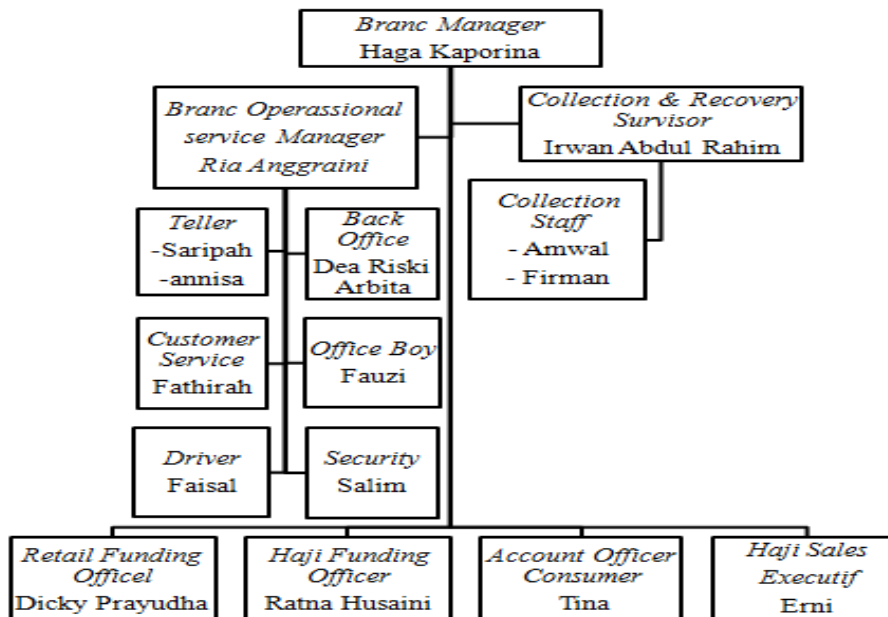 Branc Manager
Haga Kaporina
Branc Operassional
service Manager
Ria Anggraini
Collection & Recovery
Survisor
Irwan Abdul Rahim
Teller
-Saripah
-annisa
Back
Office
Dea Riski
Arbita
Collection
Staff
- Amwal
- Firman
Customer
Service
Fathirah
Office Boy
Fauzi
Driver
Faisal
Security
Salim
Retail Funding
Officel
Dicky Prayudha
Haji Funding
Officer
Ratna Husaini
Account Officer
Consumer
Tina
Haji Sales
Executif
Erni